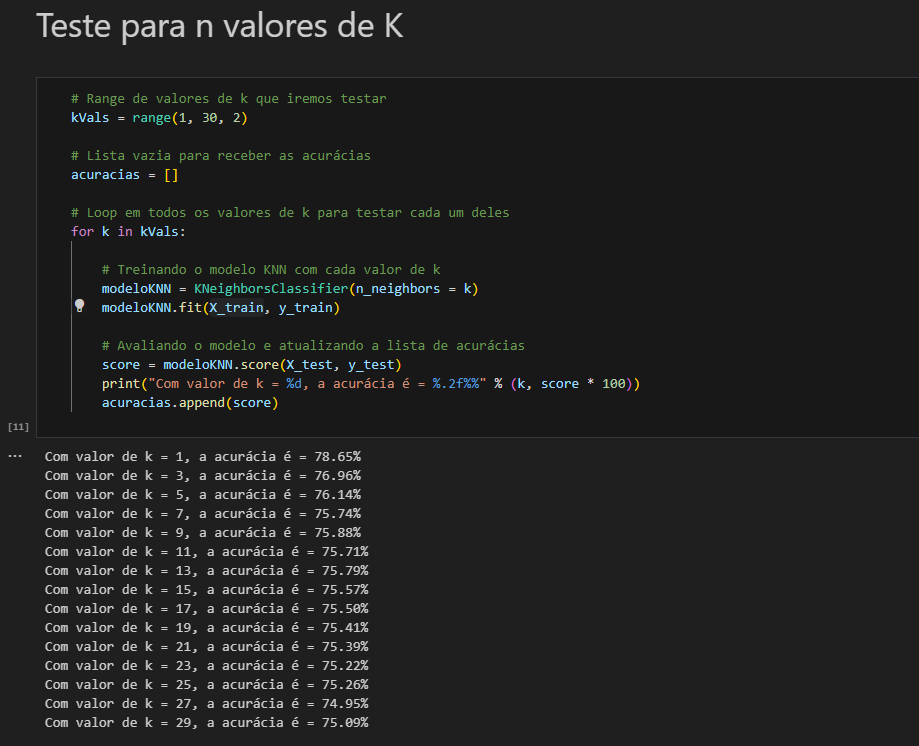 Teste para n valores de K
# Range de valores de k que iremos testar
kVals = range(1, 30, 2)
# Lista vazia para receber as acurácias
acuracias = []
# Loop em todos os valores de k para testar cada um deles
for k in kVals:
# Treinando o modelo KNN com cada valor de k
modeloKNN = KNeighborsClassifier(n_neighbors = k)
modeloKNN.fit(X_train, y_train)
# Avaliando o modelo e atualizando a lista de acurácias
score = modeloKNN.score(X_test, y_test)
print("Com valor de k = %d, a acurácia é = %.2f%%" % (k, score * 100))
acuracias.append(score)
[11]
... Com valor de k = 1, a acurácia é = 78.65%
Com valor de k = 3, a acurácia é = 76.96%
Com valor de k = 5, a acurácia é = 76.14%
Com valor de k = 7, a acurácia é = 75.74%
Com valor de k = 9, a acurácia é = 75.88%
Com valor de k = 11, a acurácia é = 75.71%
Com valor de k = 13, a acurácia é = 75.79%
Com valor de k = 15, a acurácia é = 75.57%
Com valor de k = 17, a acurácia é = 75.50%
Com valor de k = 19, a acurácia é = 75.41%
Com valor de k = 21, a acurácia é = 75.39%
Com valor de k = 23, a acurácia é = 75.22%
Com valor de k = 25, a acurácia é = 75.26%
Com valor de k = 27, a acurácia é = 74.95%
Com valor de k = 29, a acurácia é = 75.09%